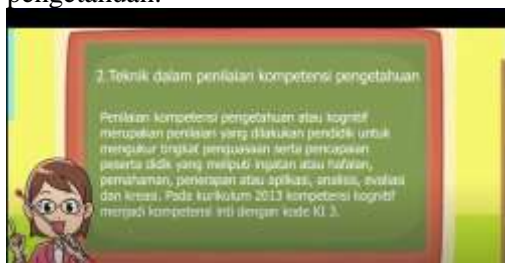 pengetahuan.
2.Teknik dalam penilaian kompetensi pengetahuan
Penilaian kompetensi pengetahuan atau kognitif
merupakan penilaian yang dilakukan pendidik untuk
mengukur tingkat penguasaan serta pencapaian
peserta didik yang meliputi ingatan atau hafalan,
pemahaman, penerapan atau aplikasi, analisis, evaluasi
dan kreasi. Pada kurikulum 2013 kompetensi kognitif
menjadi kompetensi inti dengan kode KI 3.